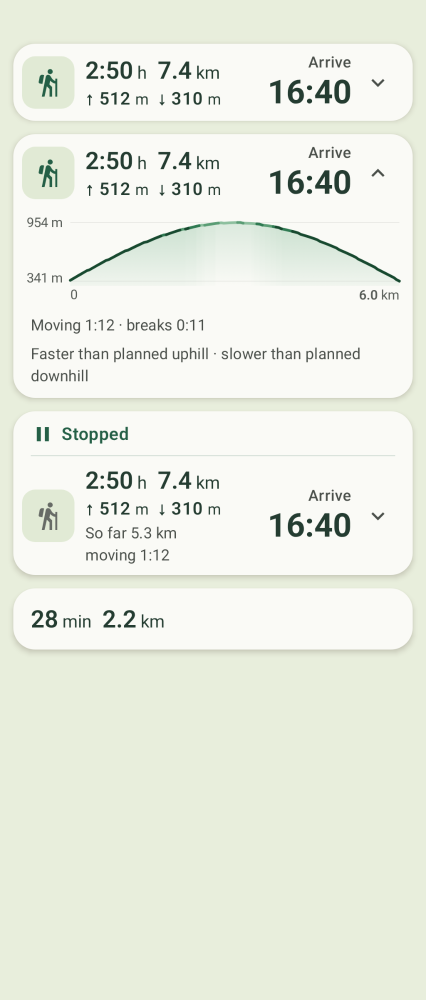 2:50 h 7.4 km
↑ 512 m ↓ 310 m
Arrive
16:40
2:50 h 7.4 km
↑ 512 m ↓ 310 m
Arrive
16:40
954 m
341 m
0
6.0 km
Moving 1:12 · breaks 0:11
Faster than planned uphill · slower than planned
downhill
Stopped
2:50 h 7.4 km
↑ 512 m ↓ 310 m
So far 5.3 km
moving 1:12
Arrive
16:40
28 min 2.2 km